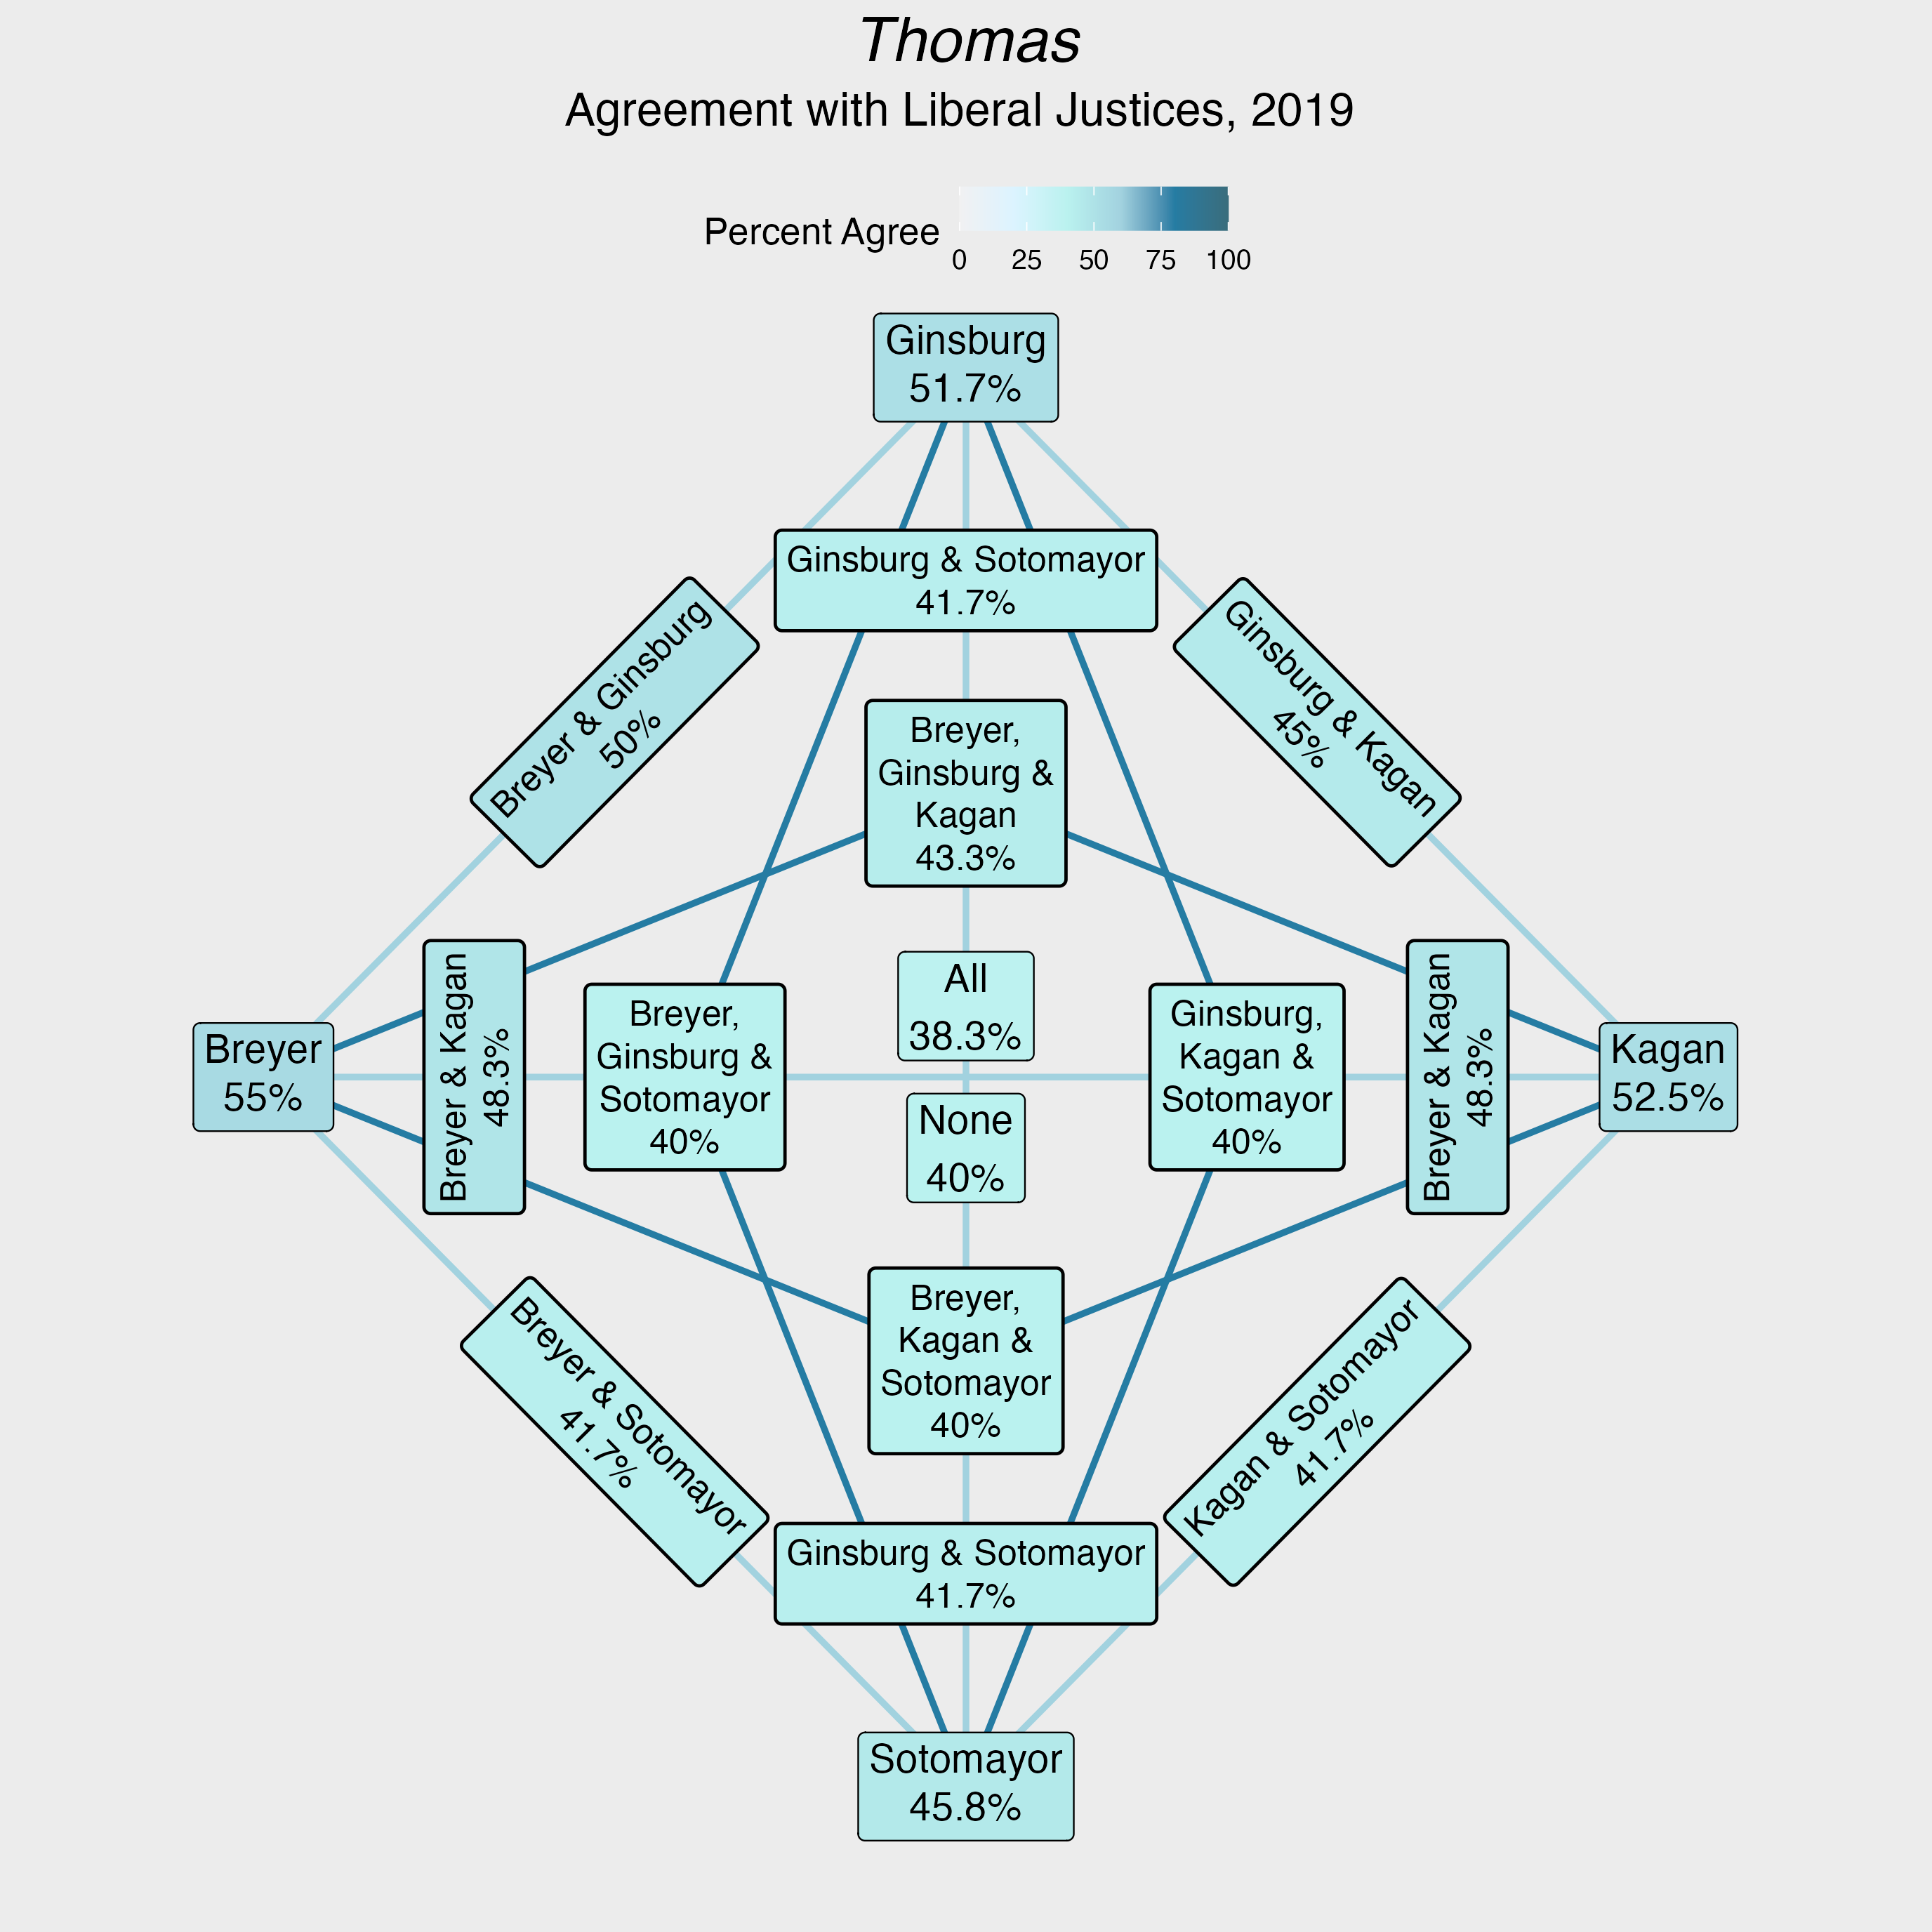 Thomas
Agreement with Liberal Justices, 2019
Percent Agree
0 25 50 75 100
Ginsburg
51.7%
Ginsburg & Sotomayor
41.7%
Breyer & Ginsburg
50%
Ginsburg & Kagan
45%
Breyer,
Ginsburg &
Kagan
43.3%
Breyer
55%
Breyer & Kagan
48.3%
Breyer,
Ginsburg &
Sotomayor
40%
All
38.3%
None
40%
Ginsburg,
Kagan &
Sotomayor
40%
Breyer & Kagan
48.3%
Kagan
52.5%
Breyer,
Kagan &
Sotomayor
40%
Breyer & Sotomayor
41.7%
Kagan & Sotomayor
41.7%
Ginsburg & Sotomayor
41.7%
Sotomayor
45.8%